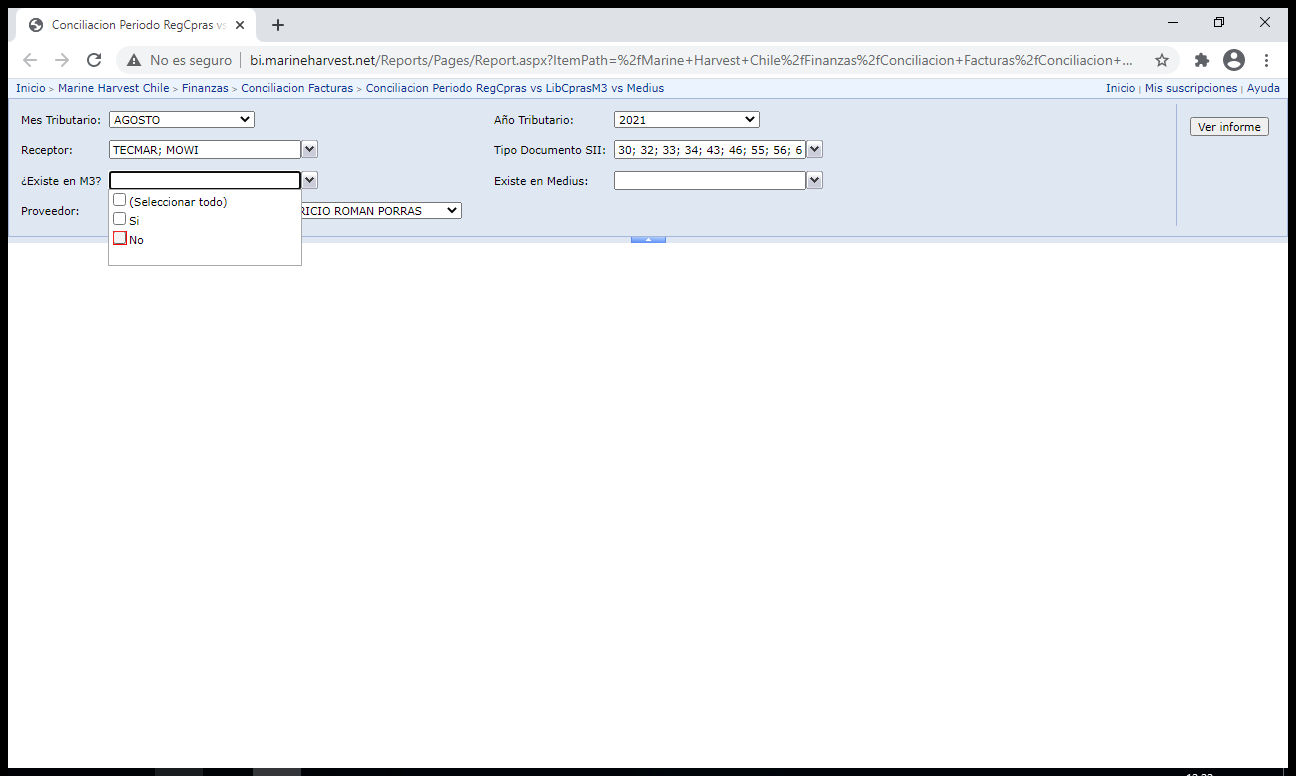 Conciliacion Periodo RegCpras vs
No es seguro | bi.marineharvest.net/Reports/Pages/Report.aspx?ItemPath=%2fMarine+Harvest+Chile%2fFinanzas%2fConciliacion+Facturas%2fConciliacion+...
Inicio > Marine Harvest Chile > Finanzas > Conciliacion Facturas > Conciliacion Periodo RegCpras vs LibCprasM3 vs Medius Inicio | Mis suscripciones | Ayuda
Mes Tributario: AGOSTO Año Tributario: 2021 Ver informe
Receptor: TECMAR; MOWI Tipo Documento SII: 30; 32; 33; 34; 43; 46; 55; 56; 6
¿Existe en M3? Existe en Medius:
(Seleccionar todo)
Si
Proveedor: RICIO ROMAN PORRAS
No